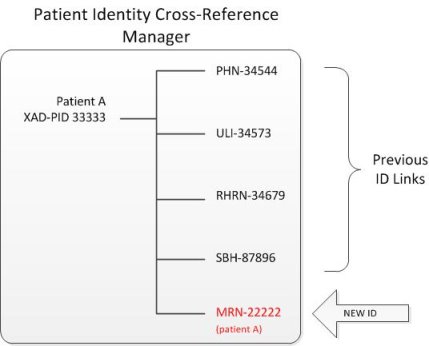 Patient Identity Cross-Reference
Manager
Patient A
XAD-PID 33333
PHN-34544
ULI-34573
RHRN-34679
SBH-87896
MRN-22222
(patient A)
Previous
ID Links
NEW ID